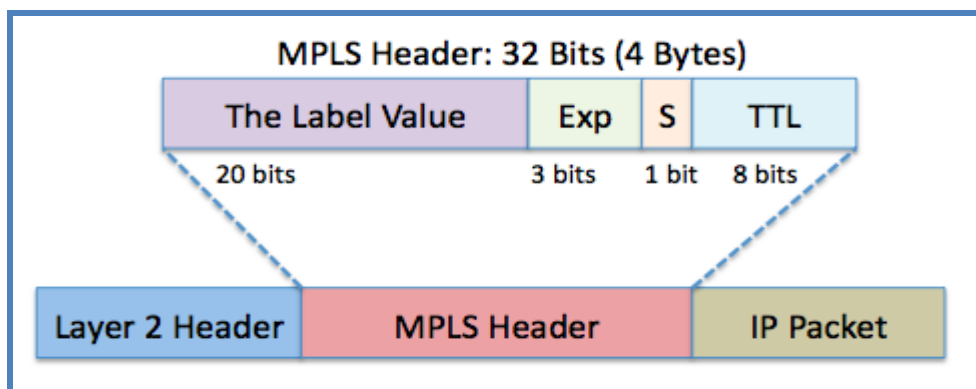 MPLS Header: 32 Bits (4 Bytes)
The Label Value Exp S TTL
20 bits 3 bits 1 bit 8 bits
Layer 2 Header MPLS Header IP Packet